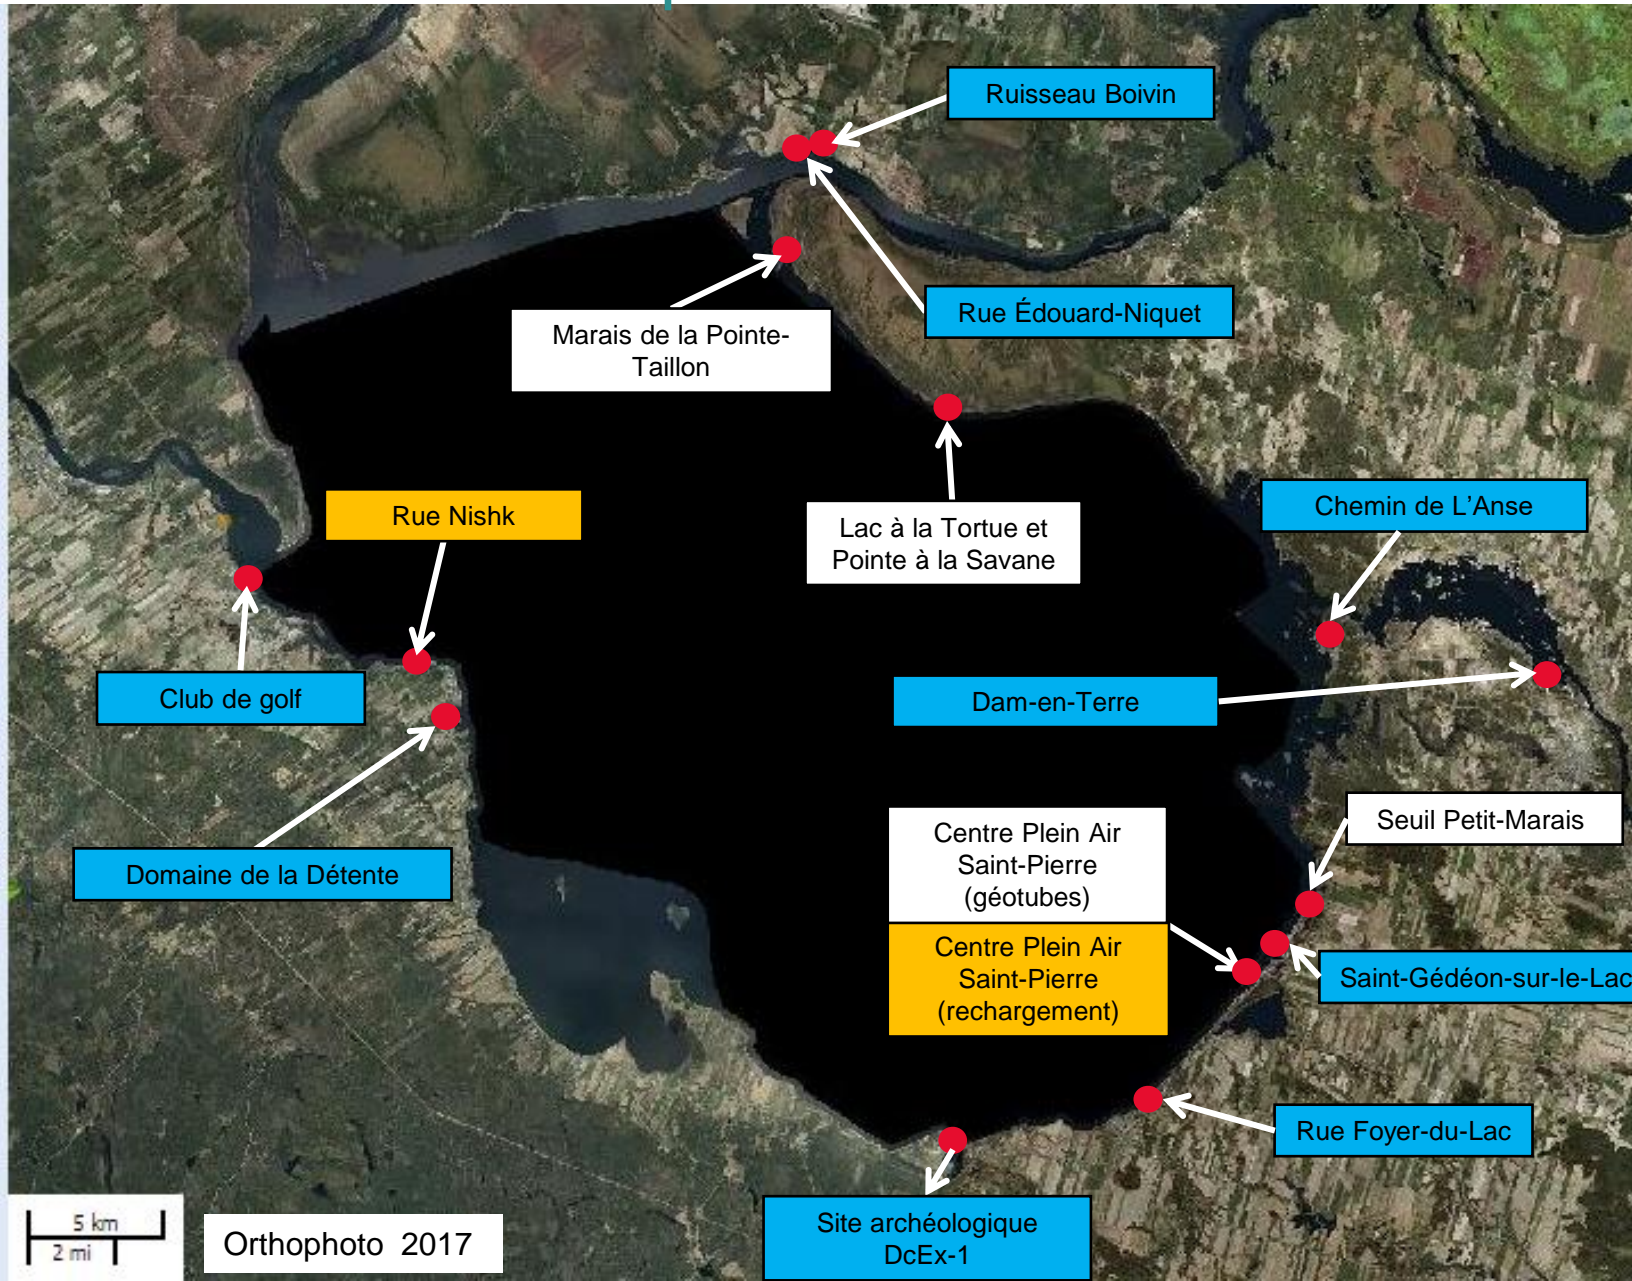 Ruisseau Boivin
Rue Édouard-Niquet
Marais de la Pointe-
Taillon
Rue Nishk
Lac à la Tortue et
Pointe à la Savane
Chemin de L'Anse
Club de golf
Dam-en-Terre
Domaine de la Détente
Centre Plein Air
Saint-Pierre
(géotubes)
Seuil Petit-Marais
Centre Plein Air
Saint-Pierre
(rechargement)
Saint-Gédéon-sur-le-Lac
Rue Foyer-du-Lac
Site archéologique
DcEx-1
5 km
2 mi
Orthophoto 2017